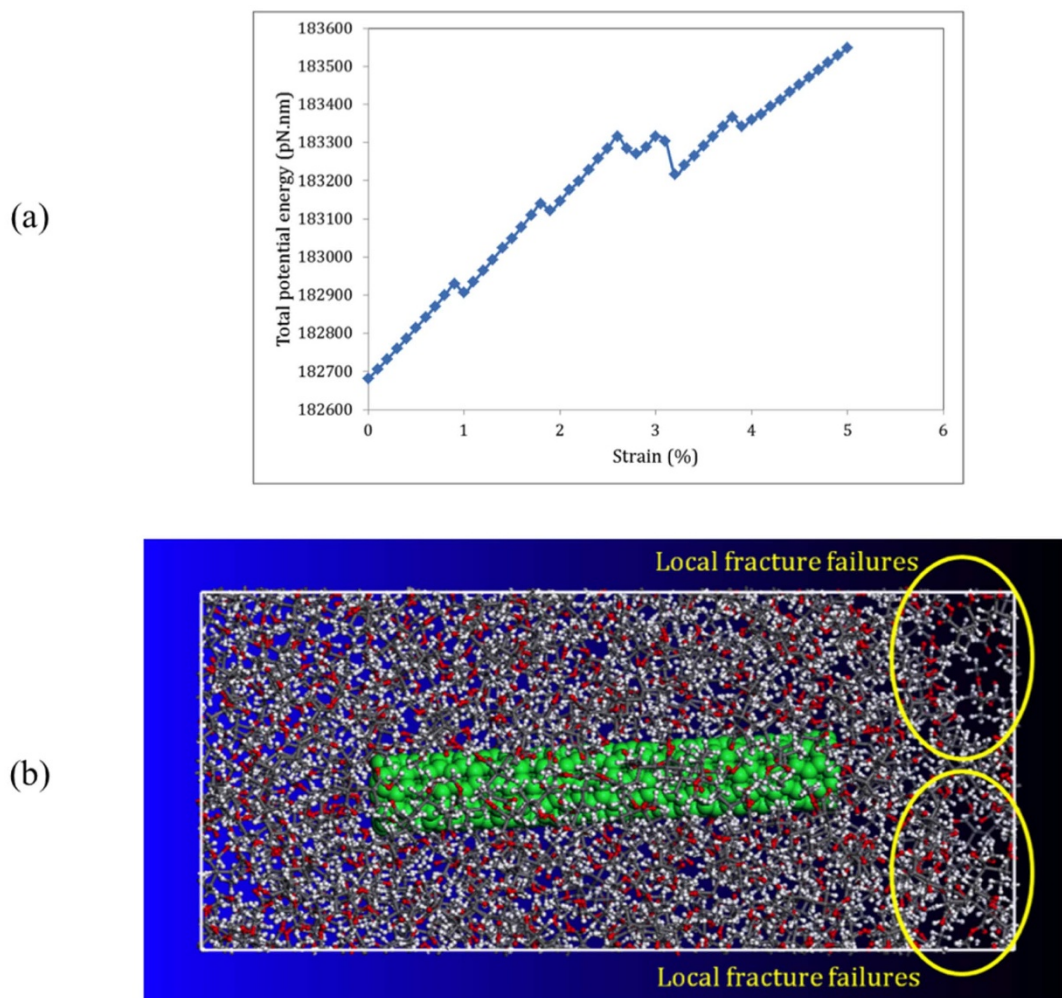 (a)
Total potential energy (pN.nm)
183600
183500
183400
183300
183200
183100
183000
182900
182800
182700
182600
0 1 2 3 4 5 6
Strain (%)
(b)
Local fracture failures
Local fracture failures